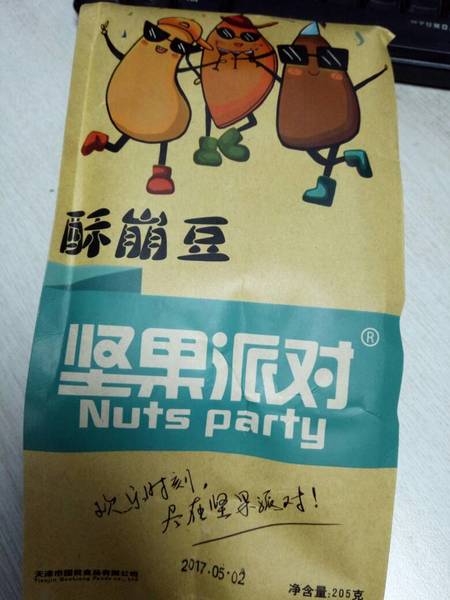 酥崩豆
坚果派对®
Nuts party
欢乐时刻,
尽在坚果派对!
2017.05.02
净含量:205克